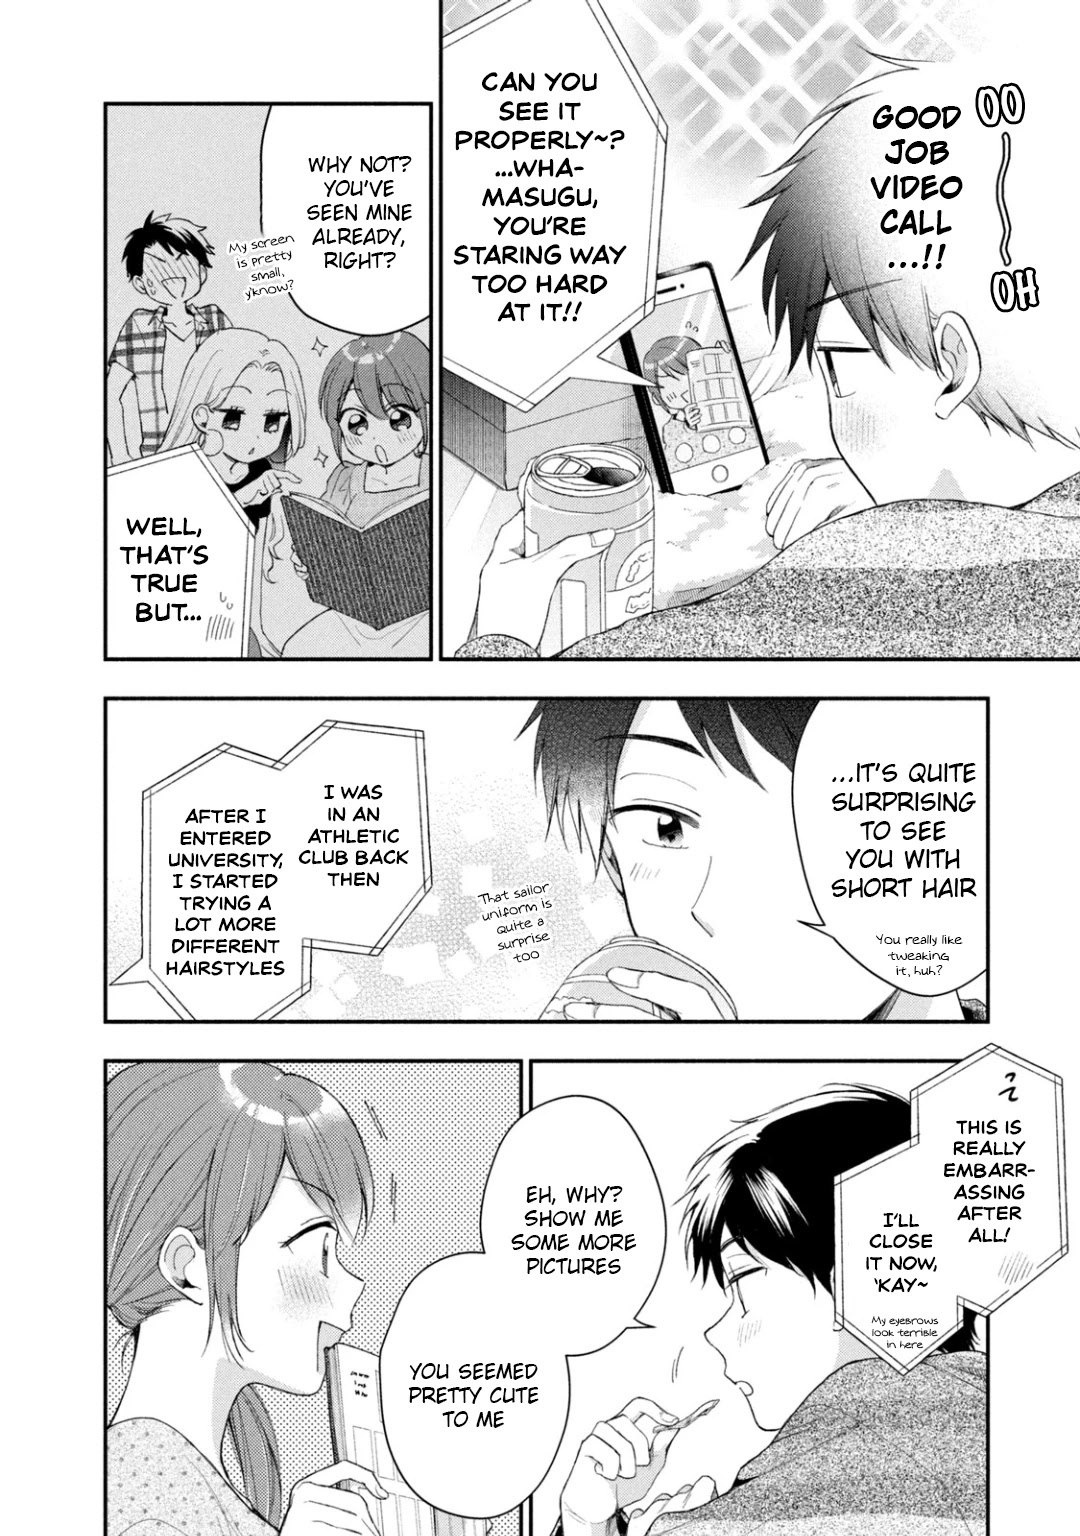 OO
OH
GOOD
JOB
VIDEO
CALL
...!!
CAN YOU
SEE IT
PROPERLY~?
...WHA-
MASUGU,
YOU'RE
STARING WAY
TOO HARD
AT IT!!
WHY NOT?
YOU'VE
SEEN MINE
ALREADY,
RIGHT?
My screen
is pretty
small,
y'know?
WELL,
THAT'S
TRUE
BUT...
...IT'S QUITE
SURPRISING
TO SEE
YOU WITH
SHORT HAIR
You really like
tweaking
it, huh?
That sailor
uniform is
quite a
surprise
too
I WAS
IN AN
ATHLETIC
CLUB BACK
THEN
AFTER I
ENTERED
UNIVERSITY,
I STARTED
TRYING A
LOT MORE
DIFFERENT
HAIRSTYLES
THIS IS
REALLY
EMBARR-
ASSING
AFTER
ALL!
I'LL
CLOSE
IT NOW,
'KAY~
My eyebrows
look terrible
in here
EH, WHY?
SHOW ME
SOME MORE
PICTURES
YOU SEEMED
PRETTY CUTE
TO ME